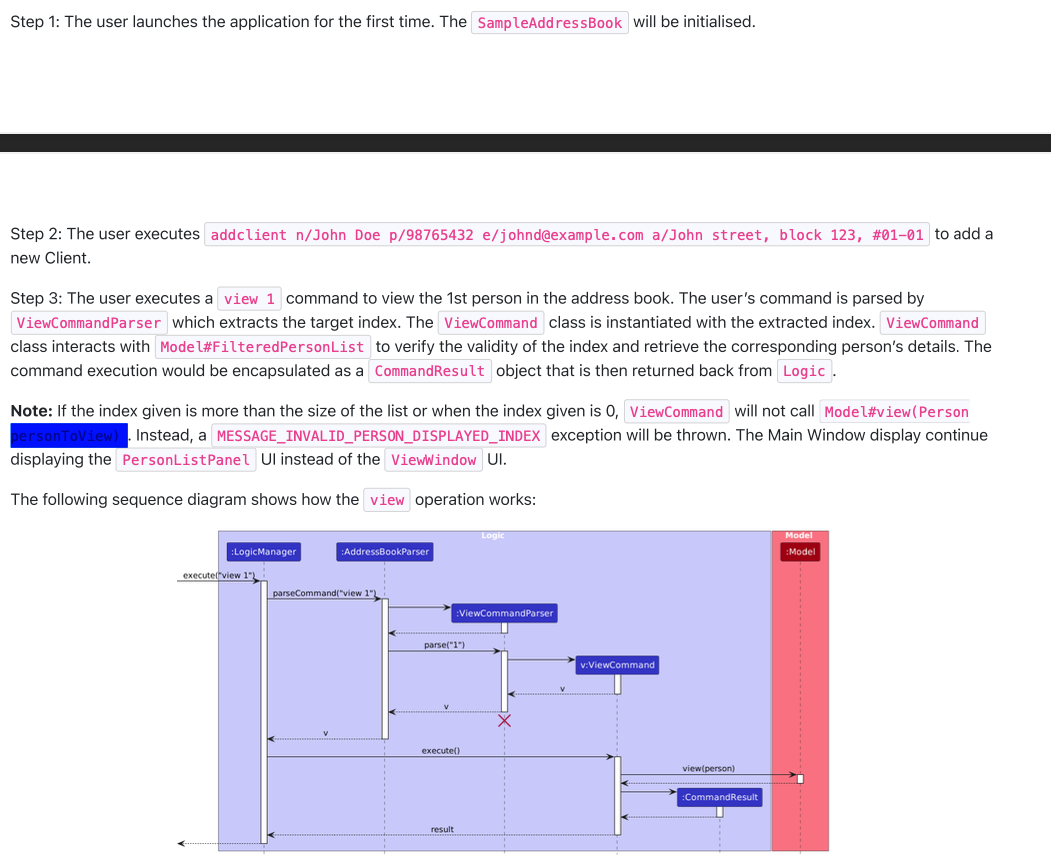 Step 1: The user launches the application for the first time. The SampleAddressBook will be initialised.
Step 2: The user executes addclient n/John Doe p/98765432 e/johnd@example.com a/John street, block 123, #01-01 to add a
new Client.
Step 3: The user executes a view 1 command to view the 1st person in the address book. The user's command is parsed by
ViewCommandParser which extracts the target index. The ViewCommand class is instantiated with the extracted index. ViewCommand
class interacts with Model#FilteredPersonList to verify the validity of the index and retrieve the corresponding person's details. The
command execution would be encapsulated as a CommandResult object that is then returned back from Logic.
Note: If the index given is more than the size of the list or when the index given is 0, ViewCommand will not call Model#view(Person
personToView). Instead, a MESSAGE_INVALID_PERSON_DISPLAYED_INDEX exception will be thrown. The Main Window display continue
displaying the PersonListPanel UI instead of the ViewWindow UI.
The following sequence diagram shows how the view operation works:
Logic
Model
:LogicManager
:AddressBookParser
:Model
execute("view 1")
parseCommand("view 1")
:ViewCommandParser
parse("1")
v:ViewCommand
v
v
v
execute()
view(person)
:CommandResult
result